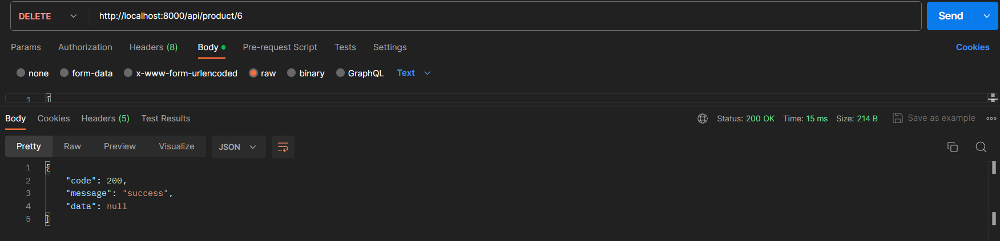 DELETE http://localhost:8000/api/product/6 Send
Params Authorization Headers (8) Body Pre-request Script Tests Settings Cookies
none form-data x-www-form-urlencoded raw binary GraphQL Text
1 {
Body Cookies Headers (5) Test Results Status: 200 OK Time: 15 ms Size: 214 B Save as example
Pretty Raw Preview Visualize JSON
1 {
2 "code": 200,
3 "message": "success",
4 "data": null
5 }